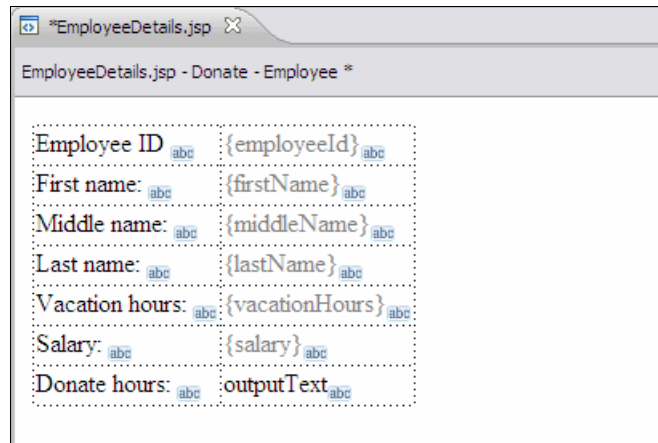 *EmployeeDetails.jsp
EmployeeDetails.jsp - Donate - Employee *
Employee ID abc {employeeId} abc
First name: abc {firstName} abc
Middle name: abc {middleName} abc
Last name: abc {lastName} abc
Vacation hours: abc {vacationHours} abc
Salary: abc {salary} abc
Donate hours: abc outputText abc